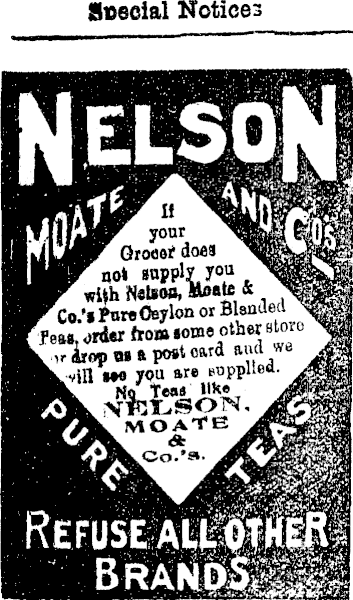 Special Notices
NELSON
MOATE AND CO'S
If
your
Grocer does
not supply you
with Nelson, Moate &
Co.'s Pure Ceylon or Blended
Teas, order from some other store
or drop us a post card and we
will see you are supplied.
No Teas like
NELSON,
MOATE
&
Co.'s.
PURE TEAS
REFUSE ALL OTHER
BRANDS